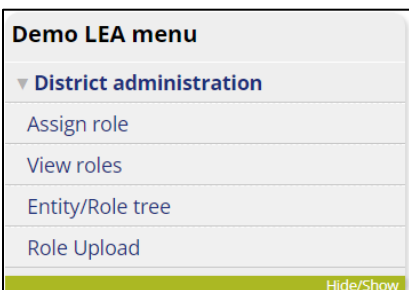 Demo LEA menu
District administration
Assign role
View roles
Entity/Role tree
Role Upload
Hide/Show